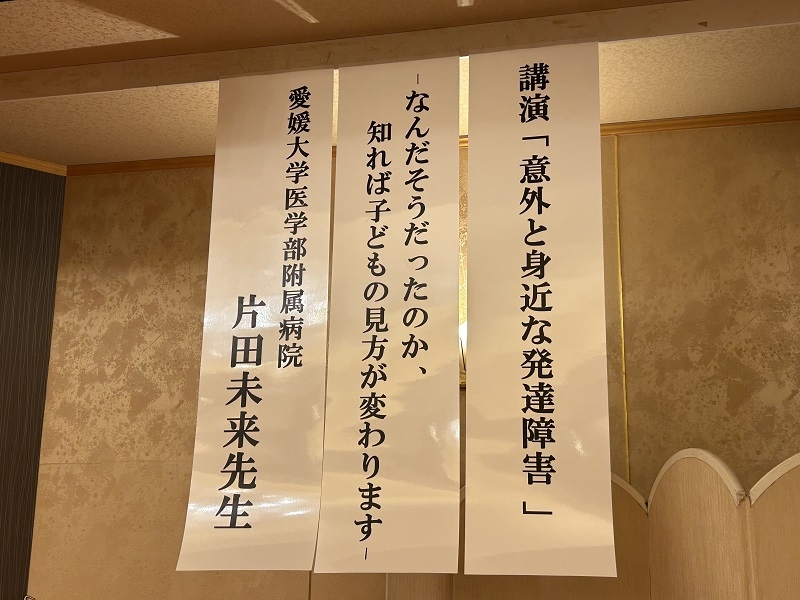 講演「意外と身近な発達障害」
-なんだそうだったのか、
知れば子どもの見方が変わります-
愛媛大学医学部附属病院
片田未来先生